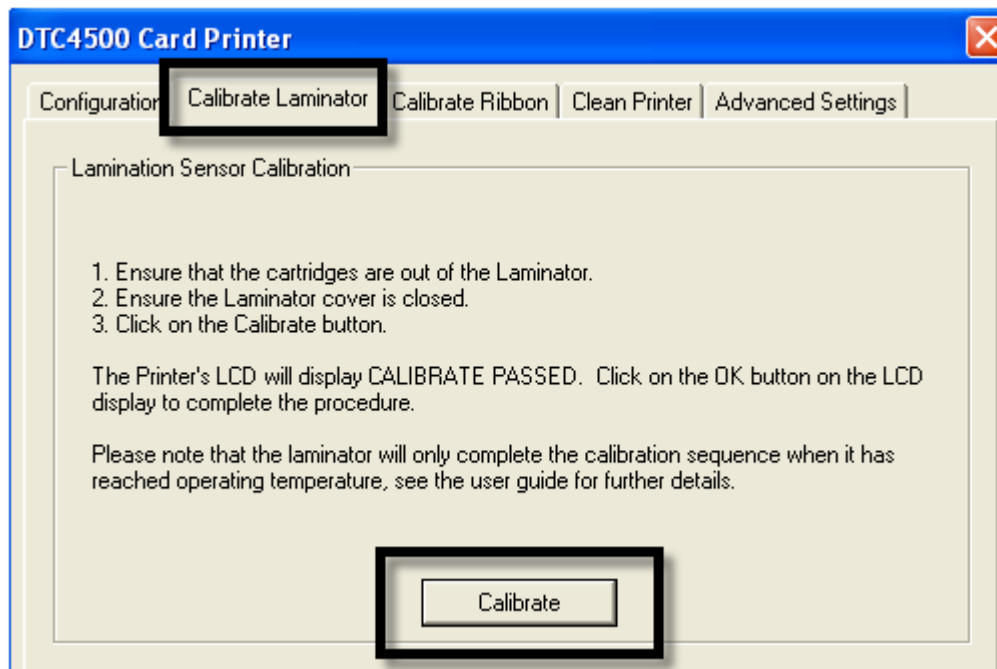 DTC4500 Card Printer
Configuration Calibrate Laminator Calibrate Ribbon Clean Printer Advanced Settings
Lamination Sensor Calibration
1. Ensure that the cartridges are out of the Laminator.
2. Ensure the Laminator cover is closed.
3. Click on the Calibrate button.
The Printer's LCD will display CALIBRATE PASSED. Click on the OK button on the LCD
display to complete the procedure.
Please note that the laminator will only complete the calibration sequence when it has
reached operating temperature, see the user guide for further details.
Calibrate